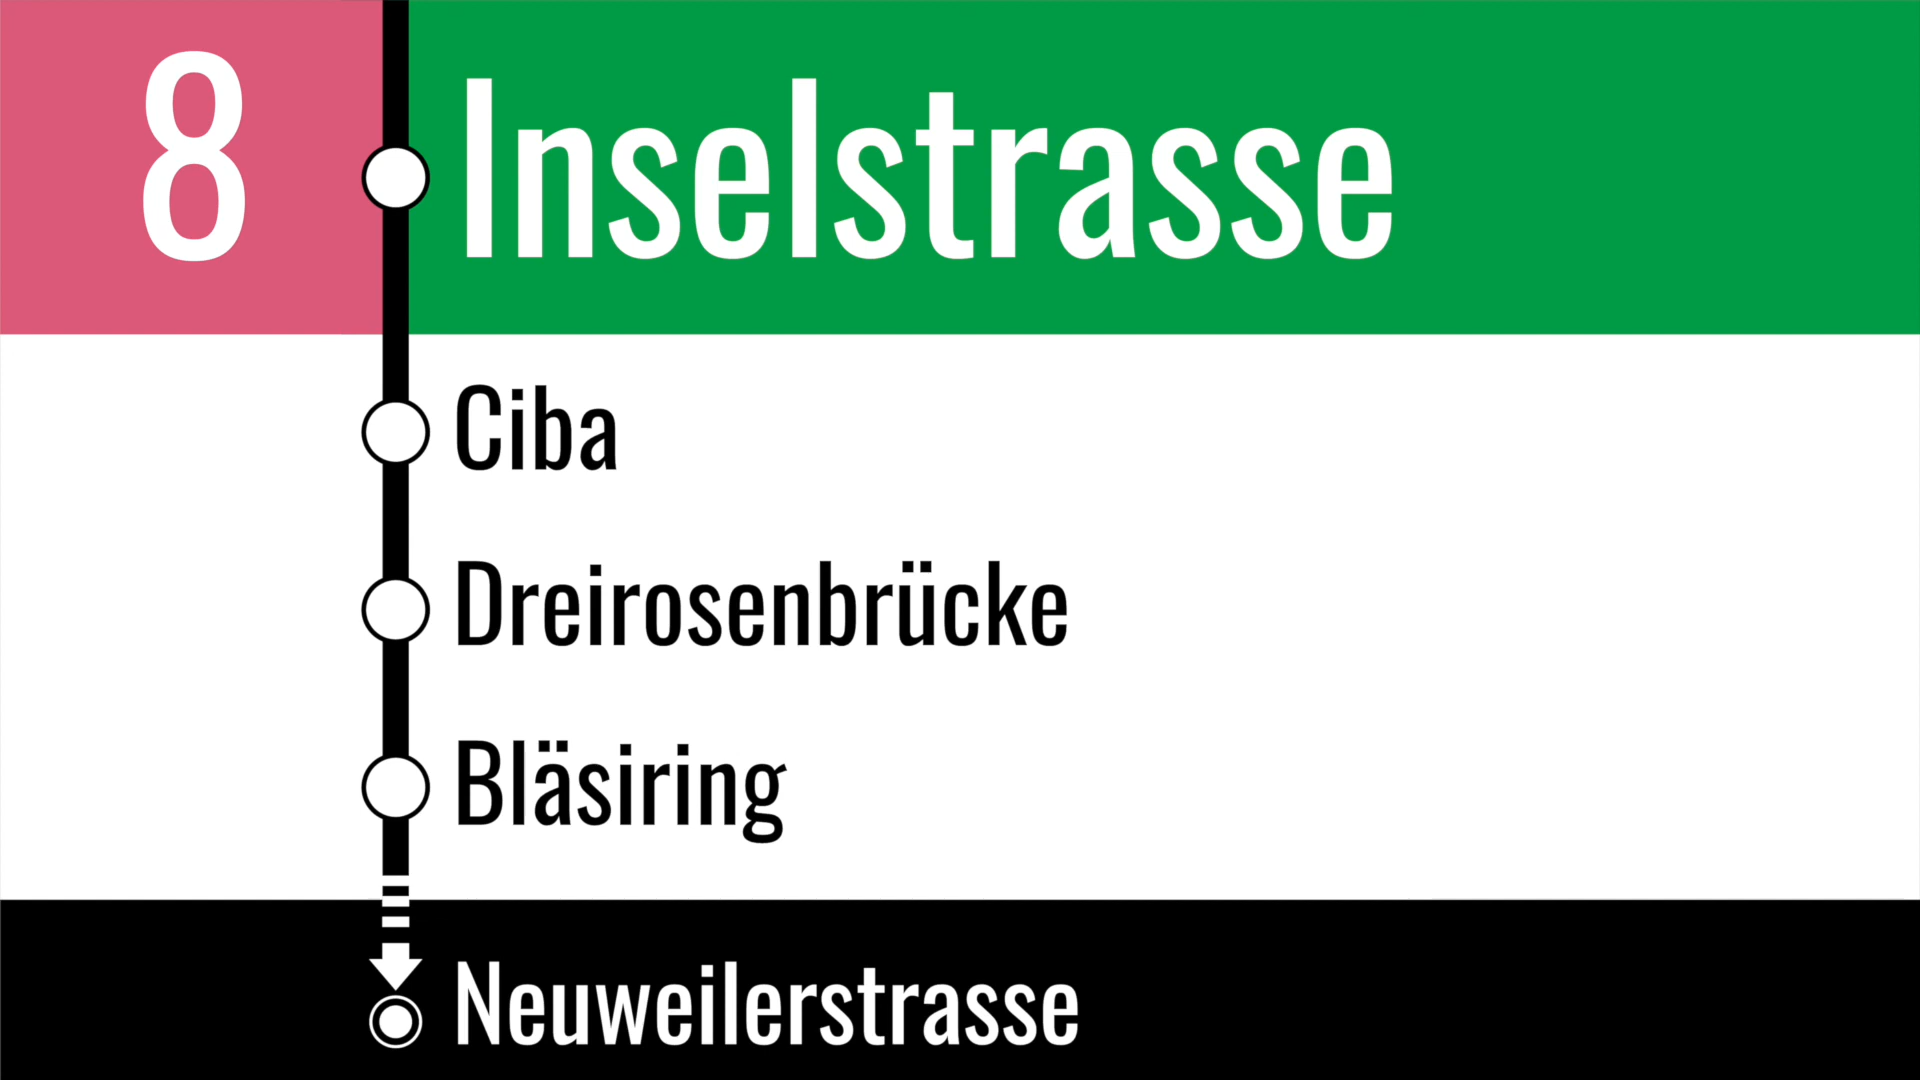 8 Inselstrasse
Ciba
Dreirosenbrücke
Bläsiring
Neuweilerstrasse